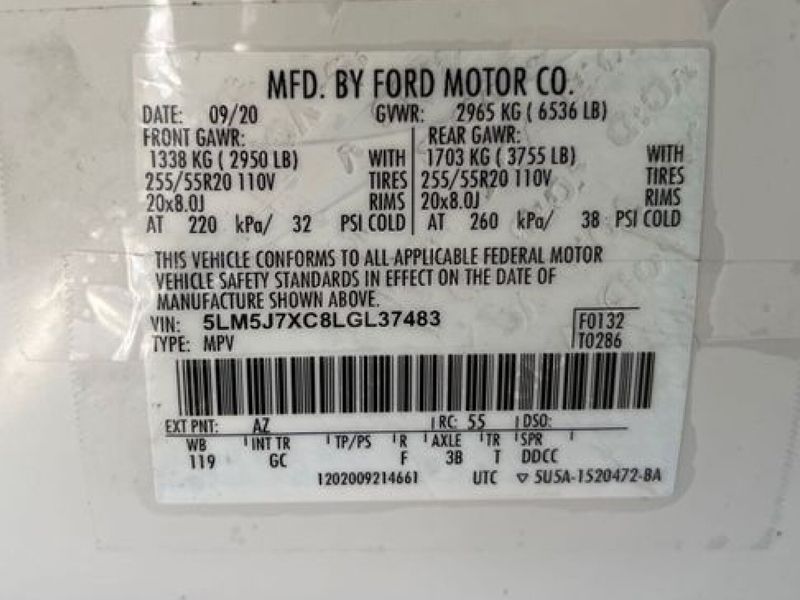 MFD. BY FORD MOTOR CO.
DATE: 09/20 GVWR: 2965 KG ( 6536 LB)
FRONT GAWR: REAR GAWR:
1338 KG ( 2950 LB) WITH 1703 KG ( 3755 LB) WITH
255/55R20 110V TIRES 255/55R20 110V TIRES
20x8.0J RIMS 20x8.0J RIMS
AT 220 kPa/ 32 PSI COLD AT 260 kPa/ 38 PSI COLD
THIS VEHICLE CONFORMS TO ALL APPLICABLE FEDERAL MOTOR
VEHICLE SAFETY STANDARDS IN EFFECT ON THE DATE OF
MANUFACTURE SHOWN ABOVE.
VIN: 5LM5J7XC8LGL37483 F0132
TYPE: MPV T0286
EXT PNT: AZ RC: 55 DSO:
WB INT TR TP/PS R AXLE TR SPR
119 GC F 3B T DDCC
1202009214661 UTC ▽ 5U5A-1520472-BA